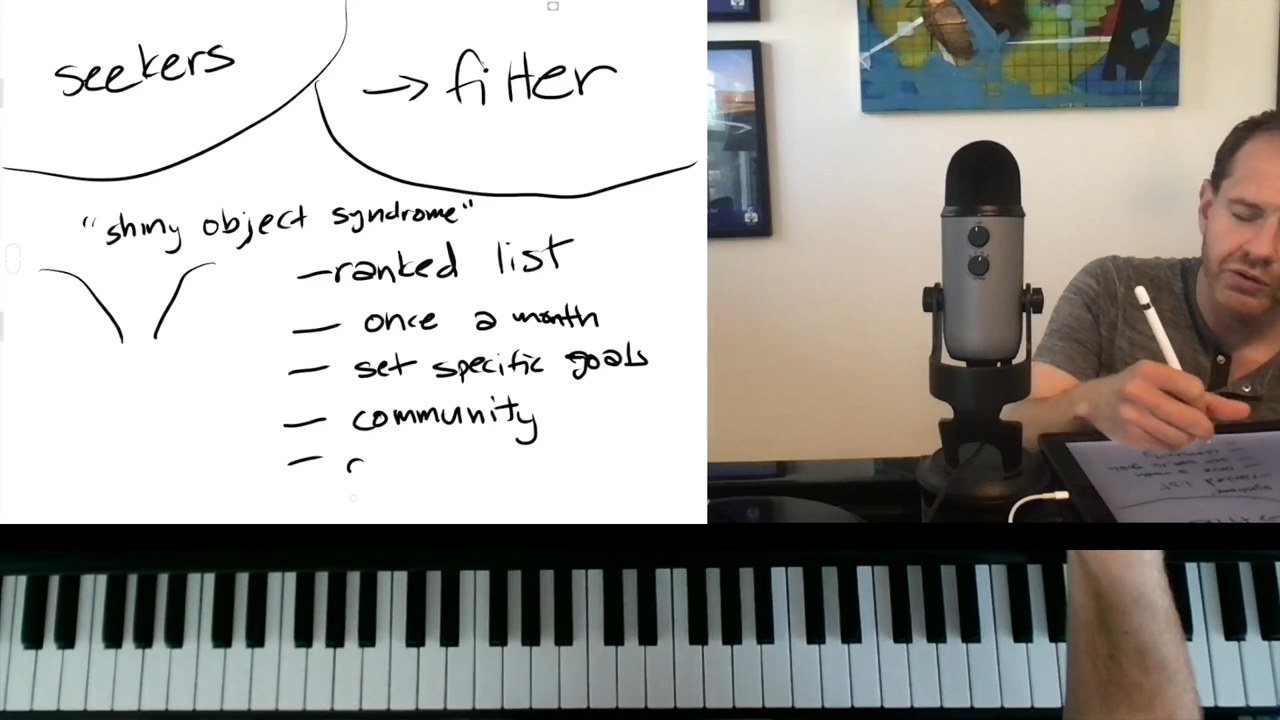 seekers
→ filter
"shiny object syndrome"
– ranked list
– once a month
– set specific goals
– community
–